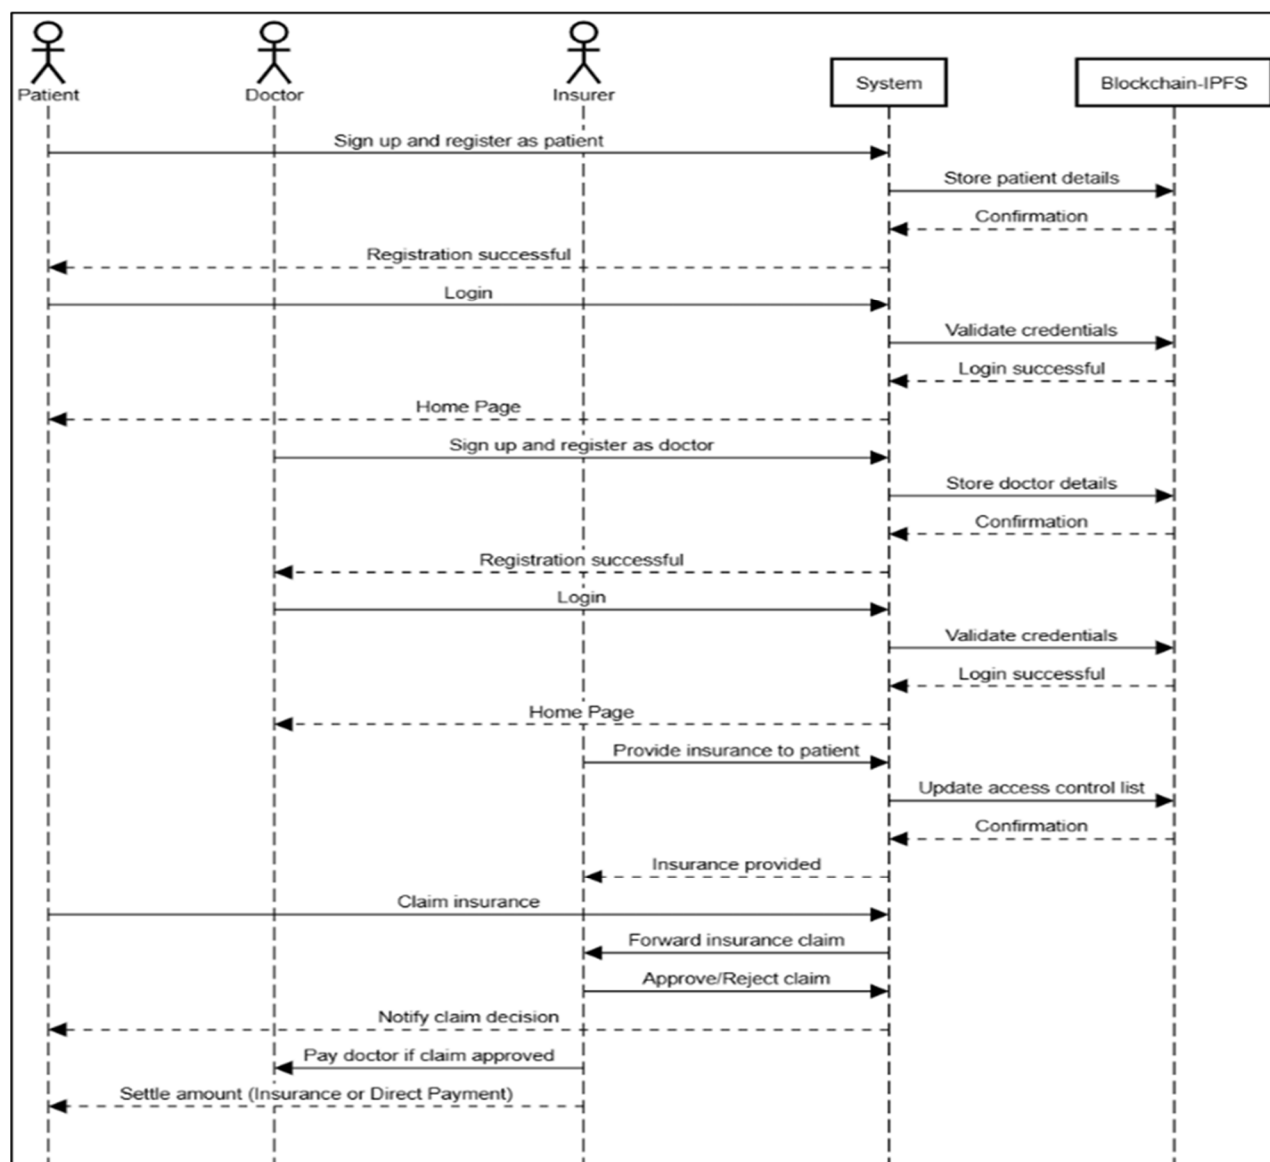 Patient
Doctor
Insurer
System
Blockchain-IPFS
Sign up and register as patient
Store patient details
Confirmation
Registration successful
Login
Validate credentials
Login successful
Home Page
Sign up and register as doctor
Store doctor details
Confirmation
Registration successful
Login
Validate credentials
Login successful
Home Page
Provide insurance to patient
Update access control list
Confirmation
Insurance provided
Claim insurance
Forward insurance claim
Approve/Reject claim
Notify claim decision
Pay doctor if claim approved
Settle amount (Insurance or Direct Payment)